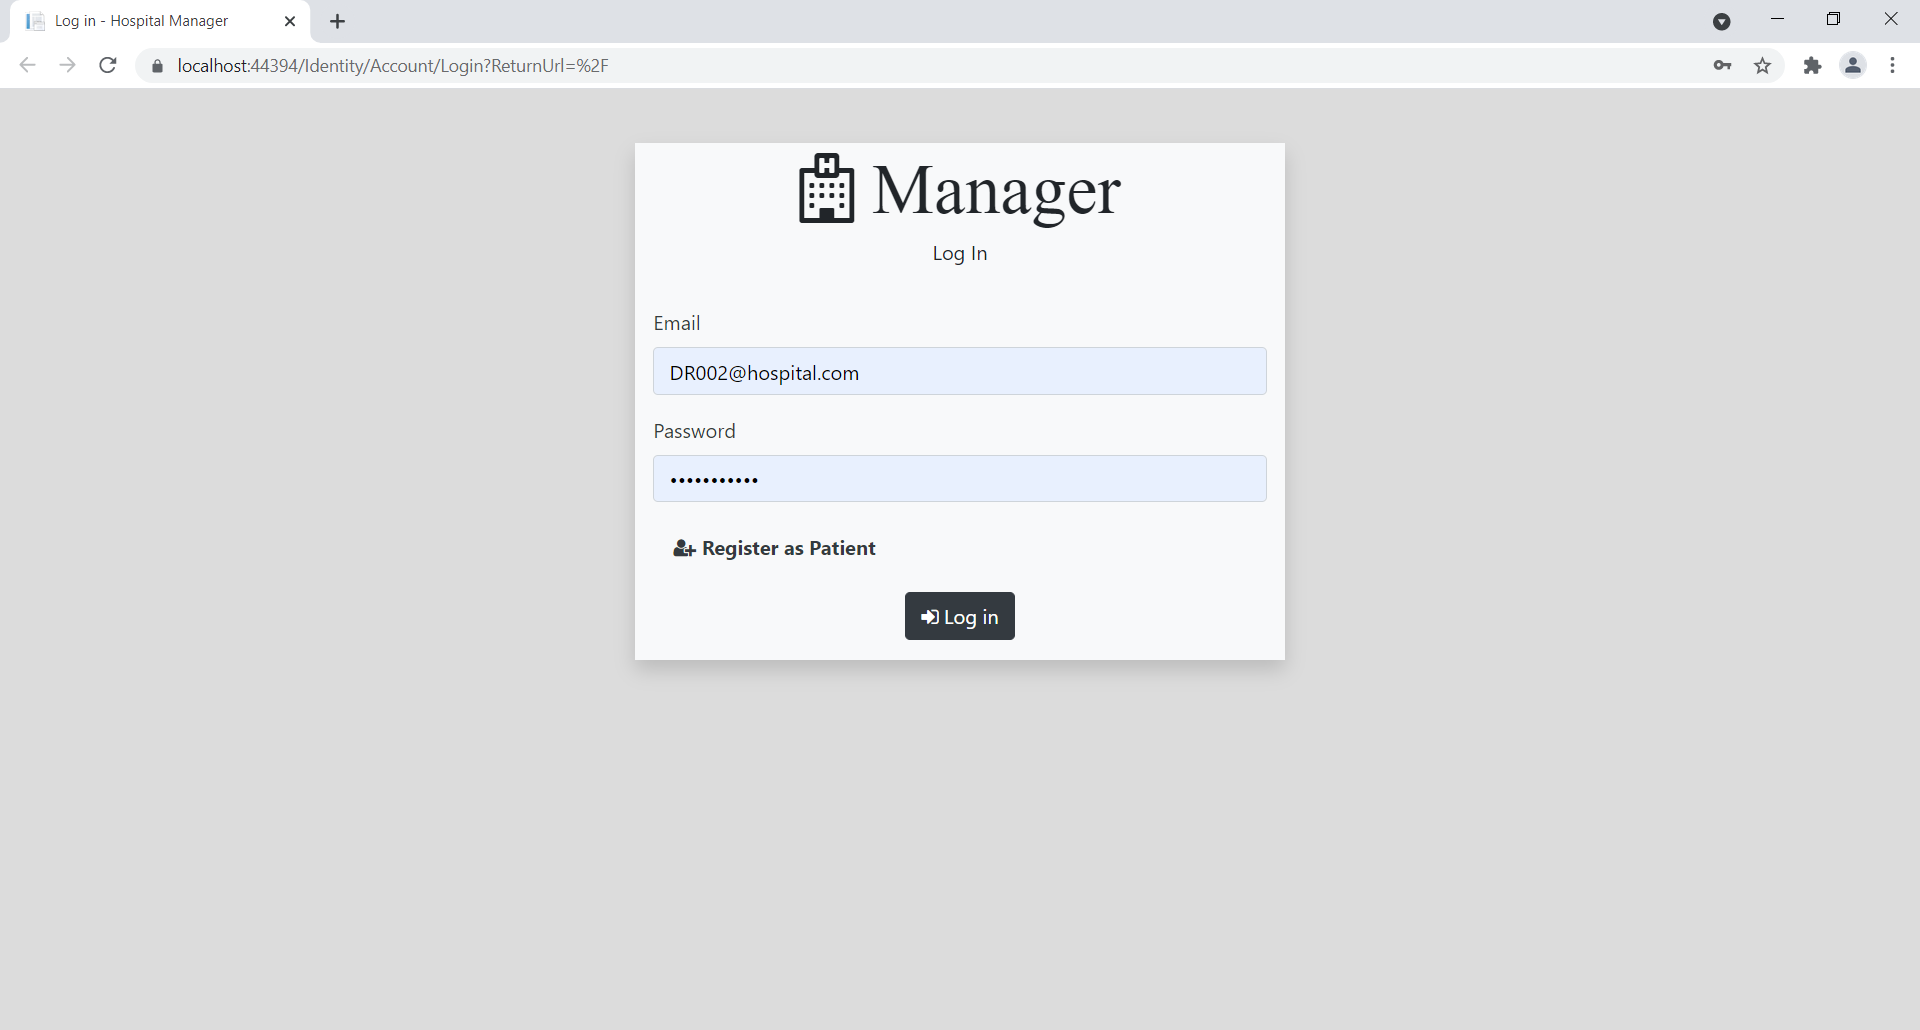 Log in - Hospital Manager
localhost:44394/Identity/Account/Login?ReturnUrl=%2F
H Manager
Log In
Email
DR002@hospital.com
Password
•••••••••••
Register as Patient
Log in